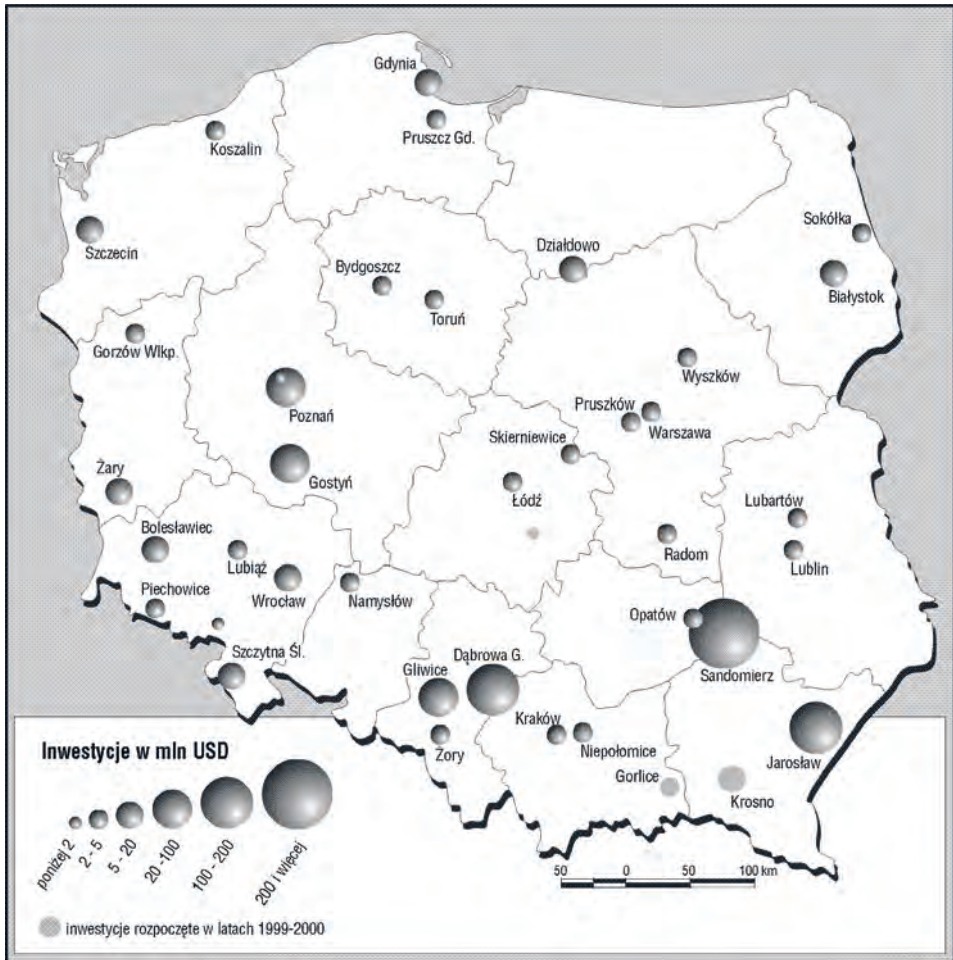 Gdynia
Pruszcz Gd.
Koszalin
Sokółka
Szczecin
Działdowo
Bydgoszcz
Białystok
Toruń
Gorzów Wlkp.
Wyszków
Pruszków
Warszawa
Poznań
Skierniewice
Żary
Gostyń
Łódź
Lubartów
Bolesławiec
Radom
Lubiąż
Lublin
Piechowice
Wrocław
Namysłów
Opatów
Szczytna Śl.
Gliwice
Dąbrowa G.
Sandomierz
Kraków
Żory
Niepołomice
Gorlice
Jarosław
Krosno
Inwestycje w mln USD
poniżej 2
2 - 5
5 - 20
20 -100
100 - 200
200 i więcej
50 0 50 100 km
inwestycje rozpoczęte w latach 1999-2000